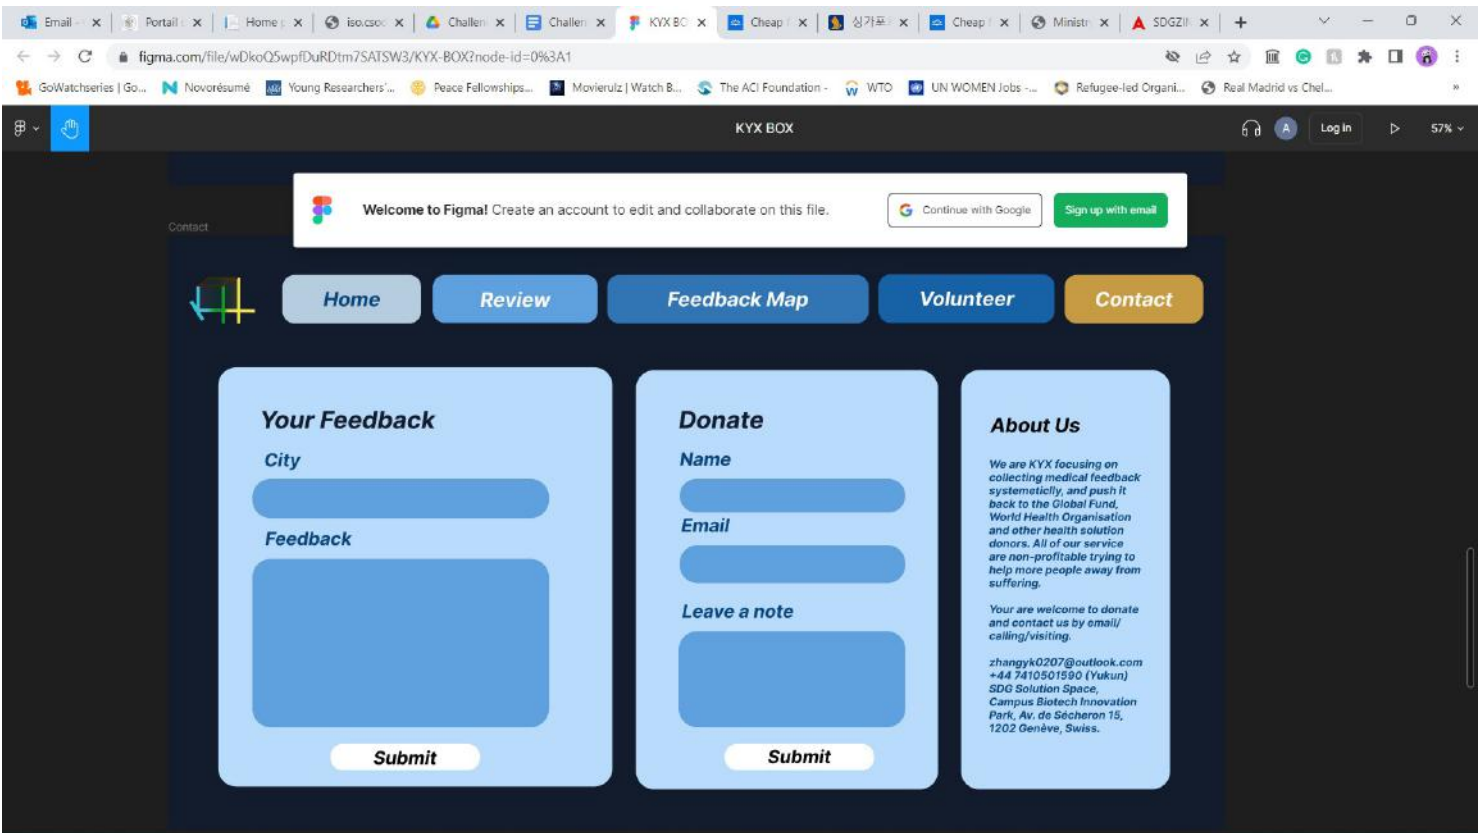 Email -
Portail
Home
iso.csoc
Challen
Challen
KYX BO
Cheap
싱가포
Cheap
Ministr
SDGZI
figma.com/file/wDkoQ5wpfDuRDtm7SATSW3/KYX-BOX?node-id=0%3A1
GoWatchseries | Go...
Novorésumé
Young Researchers'...
Peace Fellowships...
Movierulz | Watch B...
The ACI Foundation -
WTO
UN WOMEN Jobs -...
Refugee-led Organi...
Real Madrid vs Chel...
KYX BOX
A
Log in
57%
Welcome to Figma! Create an account to edit and collaborate on this file.
Continue with Google
Sign up with email
Contact
Home
Review
Feedback Map
Volunteer
Contact
Your Feedback
City
Feedback
Submit
Donate
Name
Email
Leave a note
Submit
About Us
We are KYX focusing on
collecting medical feedback
systemeticlly, and push it
back to the Global Fund,
World Health Organisation
and other health solution
donors. All of our service
are non-profitable trying to
help more people away from
suffering.
Your are welcome to donate
and contact us by email/
calling/visiting.
zhangyk0207@outlook.com
+44 7410501590 (Yukun)
SDG Solution Space,
Campus Biotech Innovation
Park, Av. de Sécheron 15,
1202 Genève, Swiss.